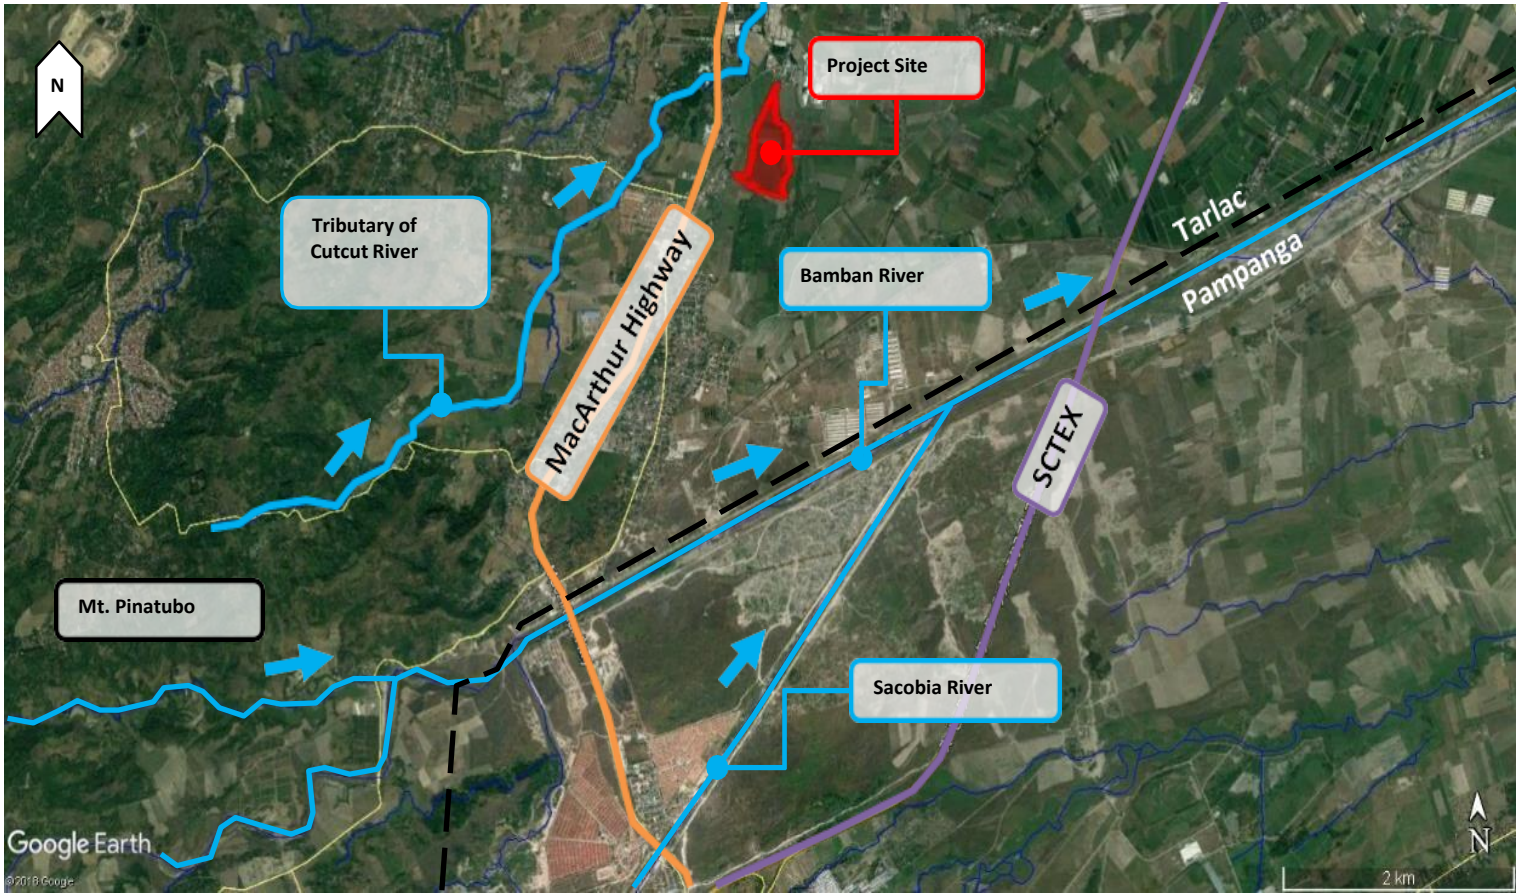 N
Project Site
Tributary of
Cutcut River
MacArthur Highway
Bamban River
Tarlac
Pampanga
SCTEX
Mt. Pinatubo
Sacobia River
Google Earth
©2018 Google
N
2 km